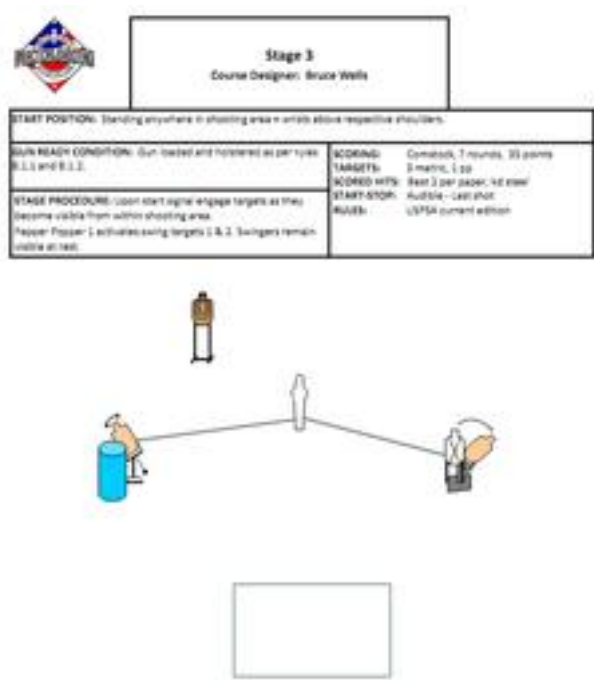 Stage 3
Course Designer: Bruce Wells
START POSITION: Standing anywhere in shooting area wrists above respective shoulders.
GUN READY CONDITION: Gun loaded and holstered as per rules
8.1.1 and 8.1.2.
STAGE PROCEDURE: Upon start signal engage targets as they
become visible from within shooting area.
Pepper Popper 1 activates swing targets 1 & 2. Swingers remain
visible at rest.
SCORING: Comstock, 7 rounds, 35 points
TARGETS: 3 metric, 1 pp
SCORED HITS: Best 2 per paper, kd steel
START-STOP: Audible - Last shot
RULES: USPSA current edition